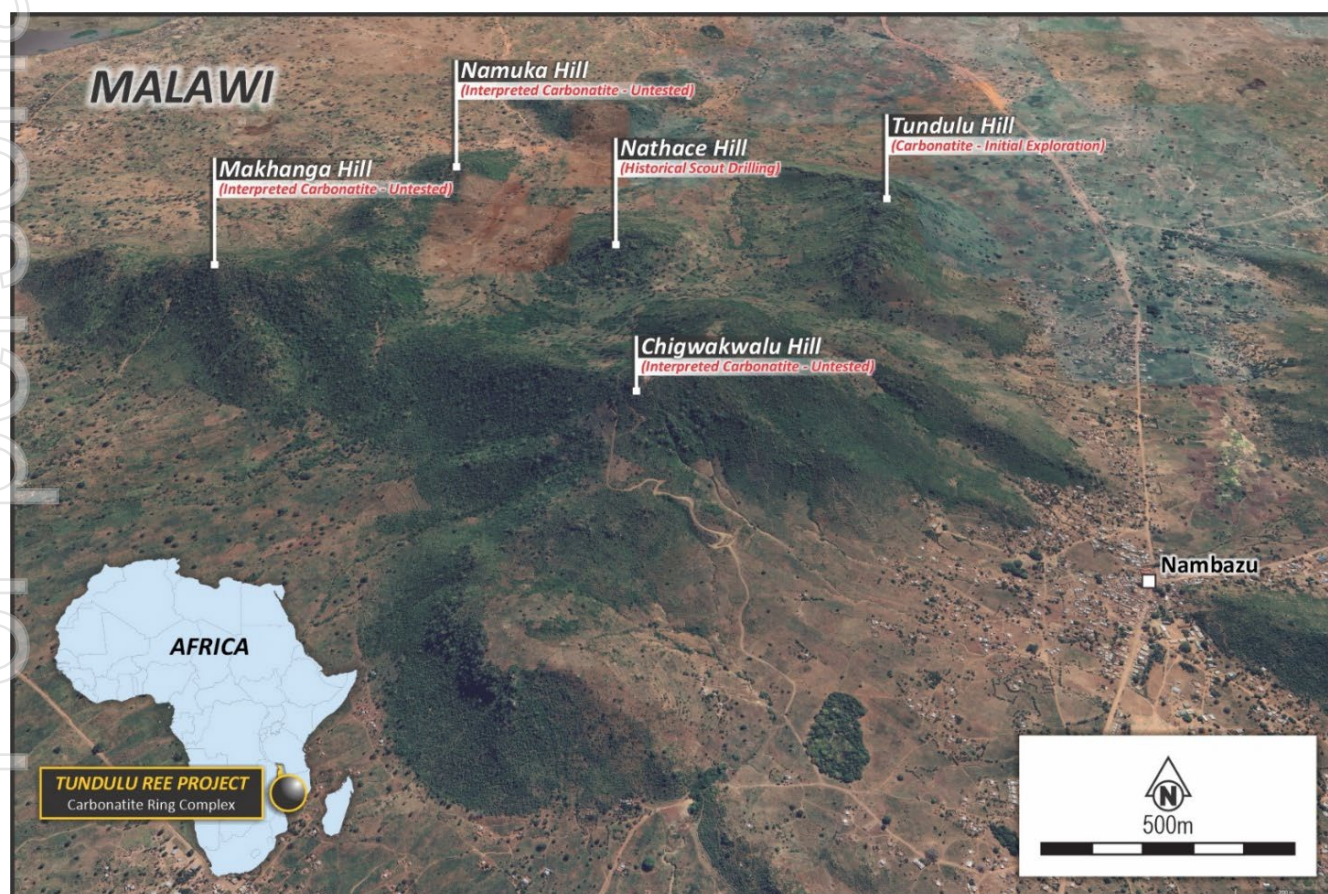 MALAWI
Namuka Hill
(Interpreted Carbonatite - Untested)
Tundulu Hill
(Carbonatite - Initial Exploration)
Nathace Hill
(Historical Scout Drilling)
Makhanga Hill
(Interpreted Carbonatite - Untested)
Chigwakwalu Hill
(Interpreted Carbonatite - Untested)
Nambazu
AFRICA
TUNDULU REE PROJECT
Carbonatite Ring Complex
N
500m